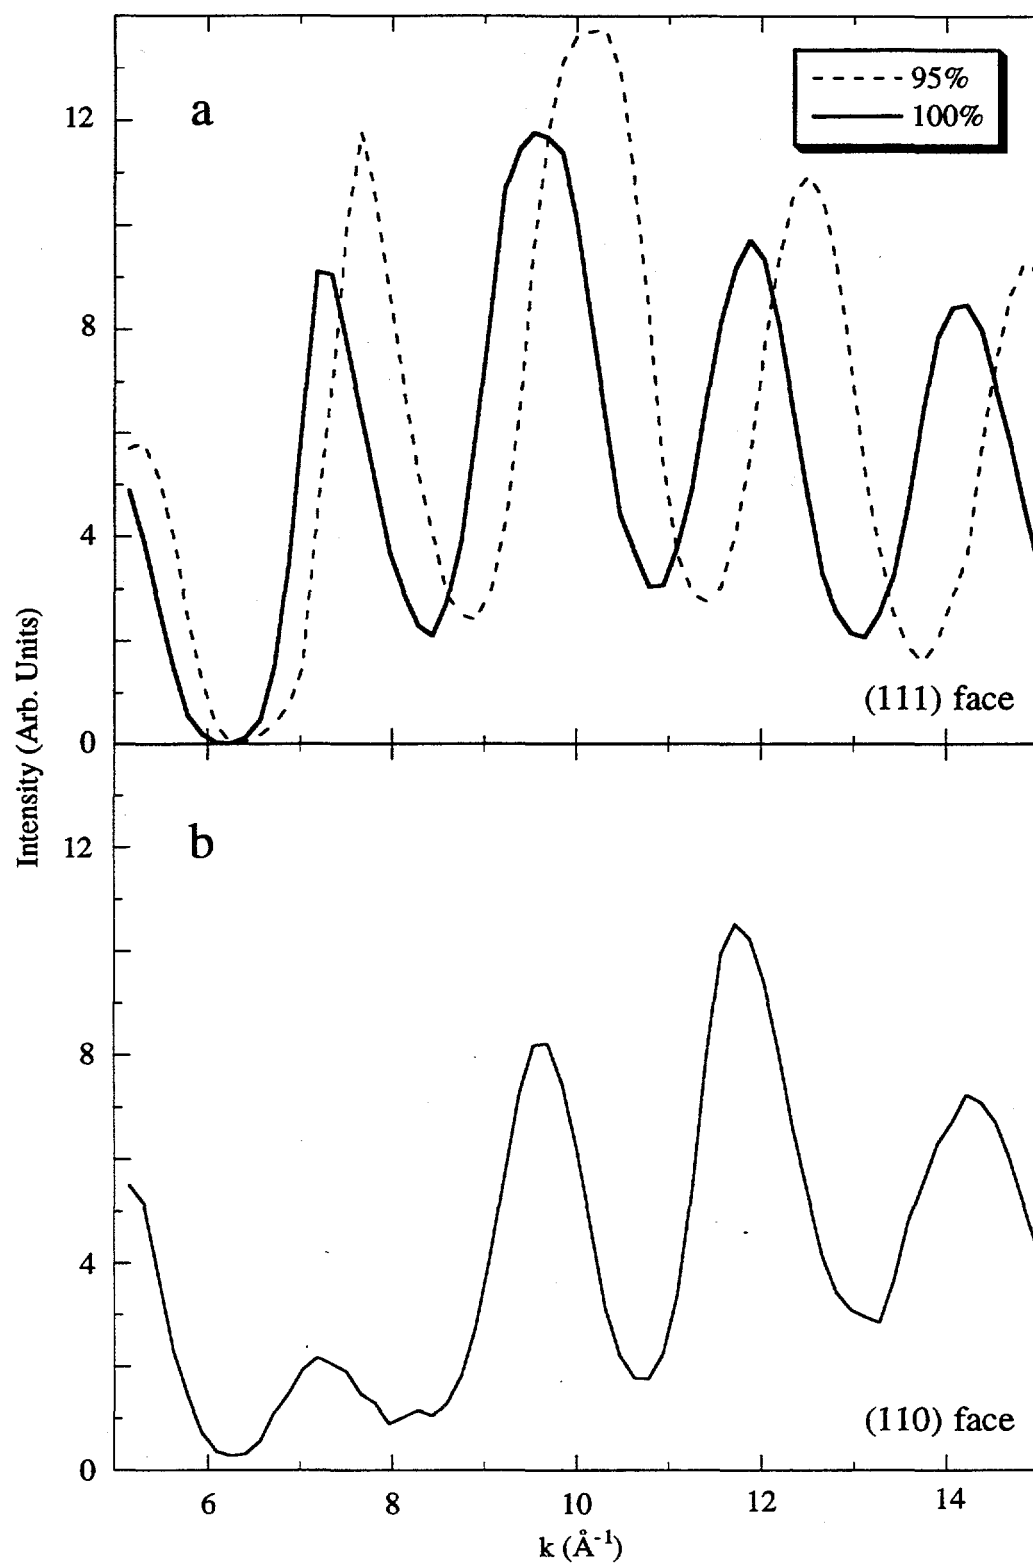 a
95%
100%
12
8
4
0
(111) face
Intensity (Arb. Units)
b
12
8
4
0
(110) face
6
8
10
12
14
k (Å⁻¹)